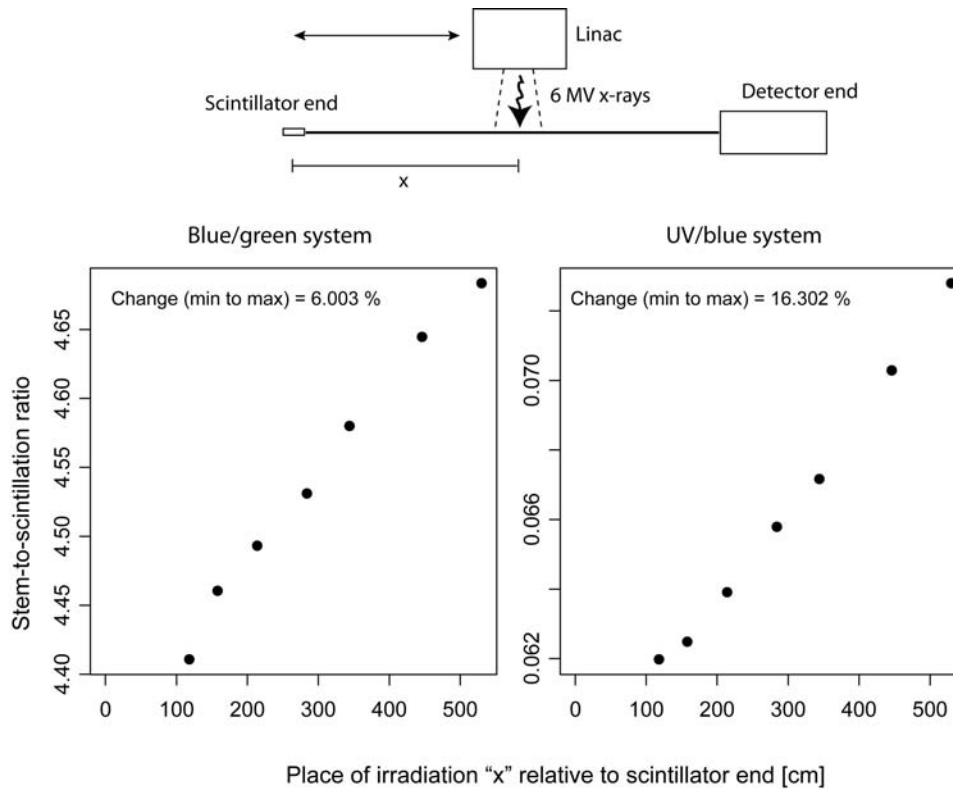 Linac
6 MV x-rays
Detector end
Scintillator end
x
Blue/green system
UV/blue system
Change (min to max) = 6.003 %
Change (min to max) = 16.302 %
Stem-to-scintillation ratio
4.65
4.60
4.55
4.50
4.45
4.40
0.070
0.066
0.062
0 100 200 300 400 500
0 100 200 300 400 500
Place of irradiation “x” relative to scintillator end [cm]